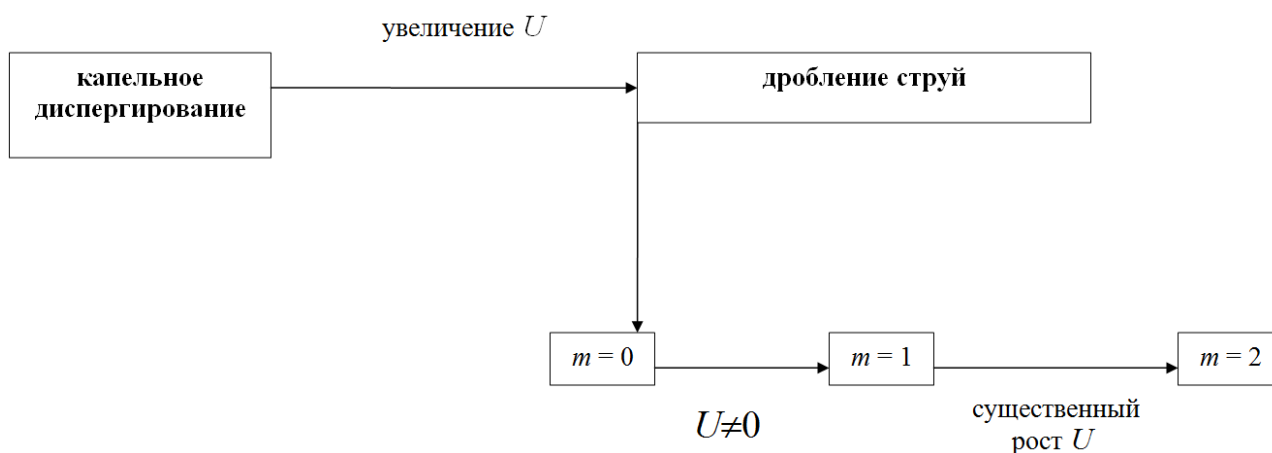 увеличение U
капельное
диспергирование
дробление струй
m = 0
m = 1
m = 2
U≠0
существенный
рост U